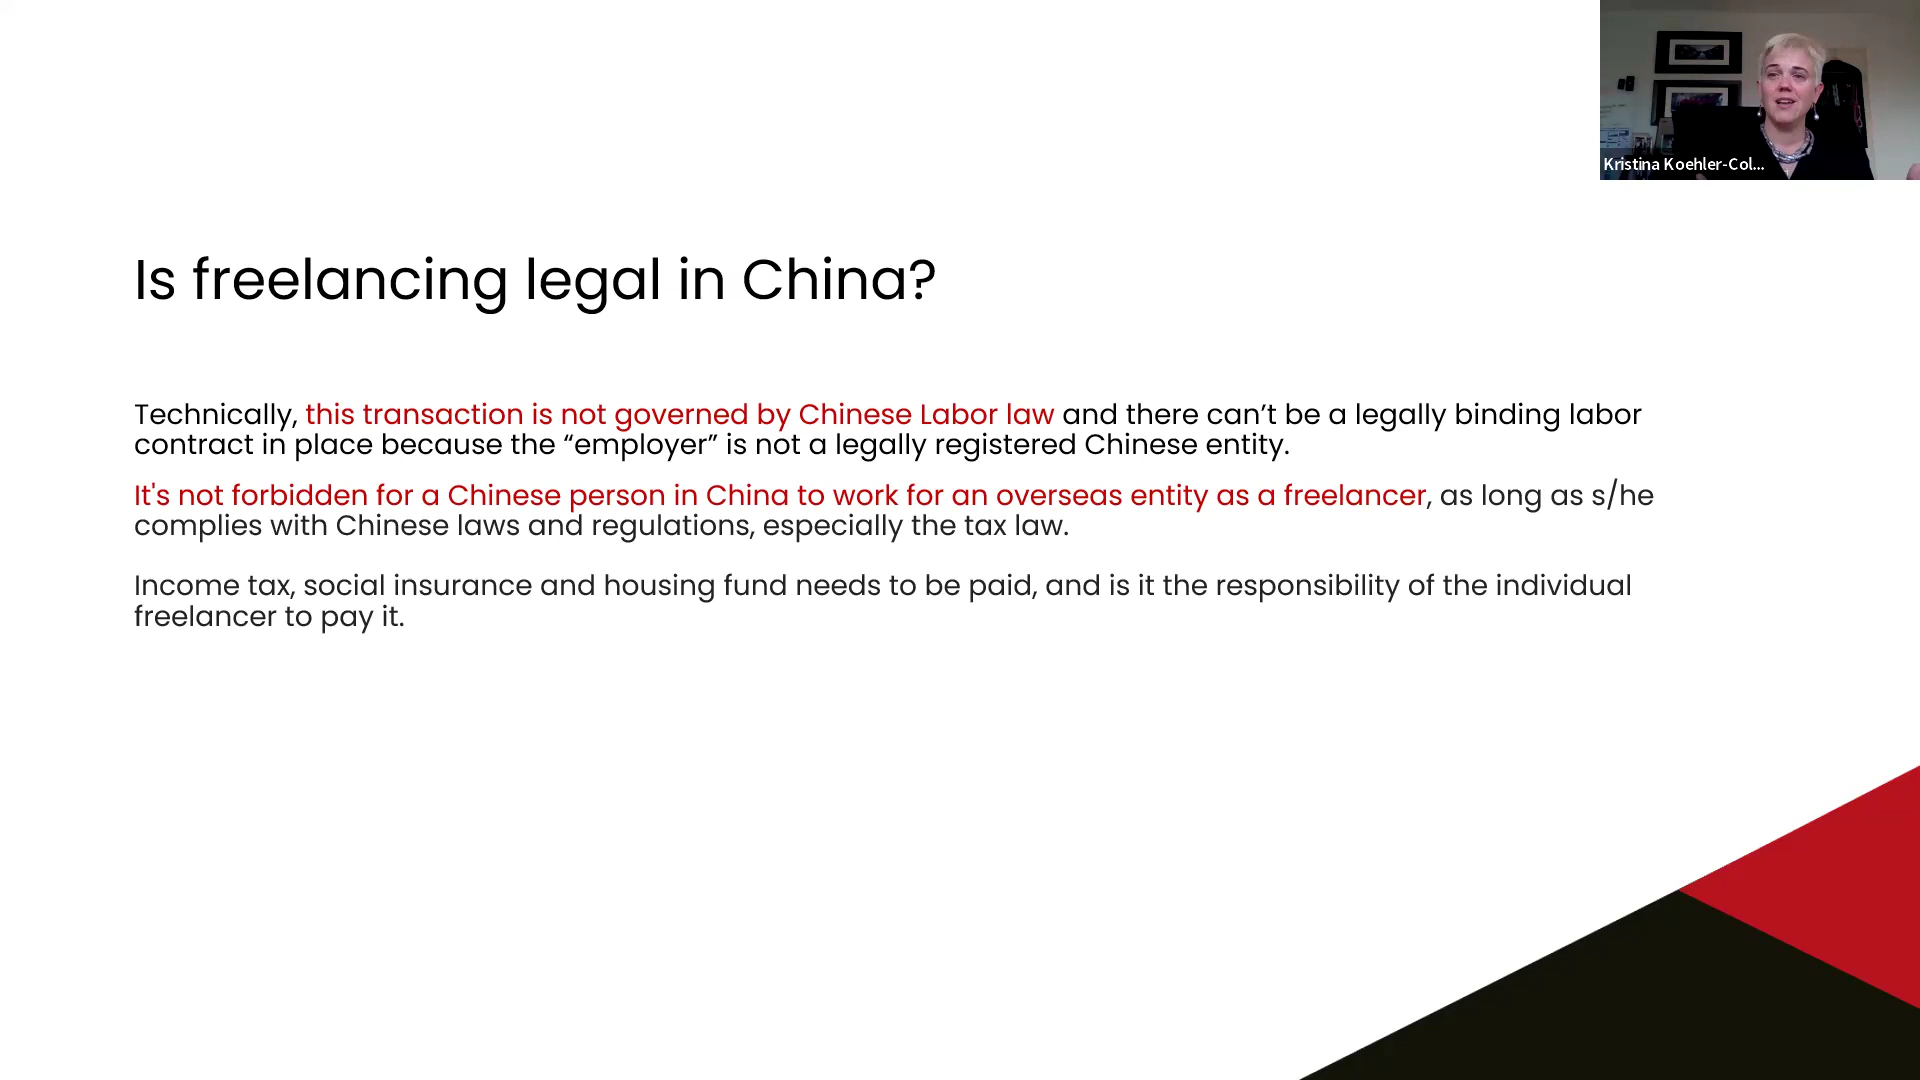 Kristina Koehler-Col...
Is freelancing legal in China?
Technically, this transaction is not governed by Chinese Labor law and there can’t be a legally binding labor
contract in place because the “employer” is not a legally registered Chinese entity.
It's not forbidden for a Chinese person in China to work for an overseas entity as a freelancer, as long as s/he
complies with Chinese laws and regulations, especially the tax law.
Income tax, social insurance and housing fund needs to be paid, and is it the responsibility of the individual
freelancer to pay it.